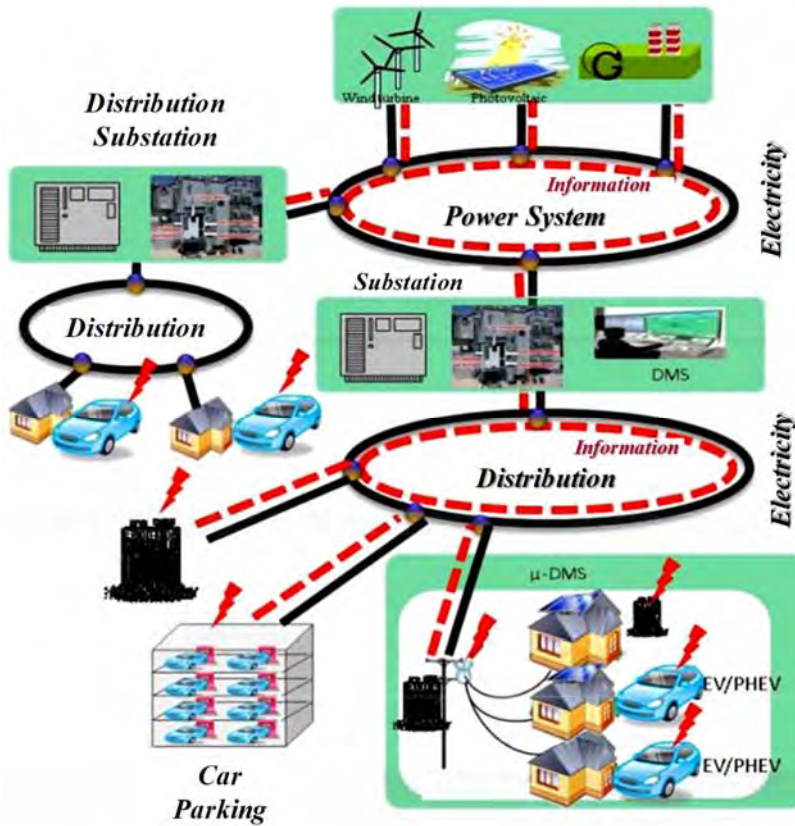 Wind turbine
Photovoltaic
G
Distribution
Substation
Information
Power System
Electricity
Substation
Distribution
DMS
Information
Distribution
Electricity
μ-DMS
EV/PHEV
EV/PHEV
Car
Parking